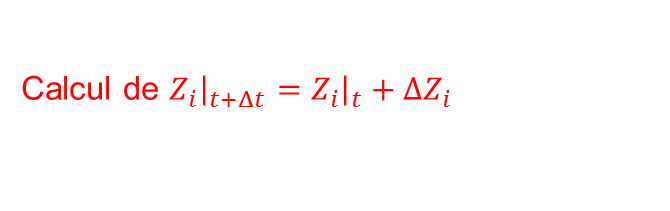 Calcul de Z_i|_{t+Δt} = Z_i|_t + ΔZ_i